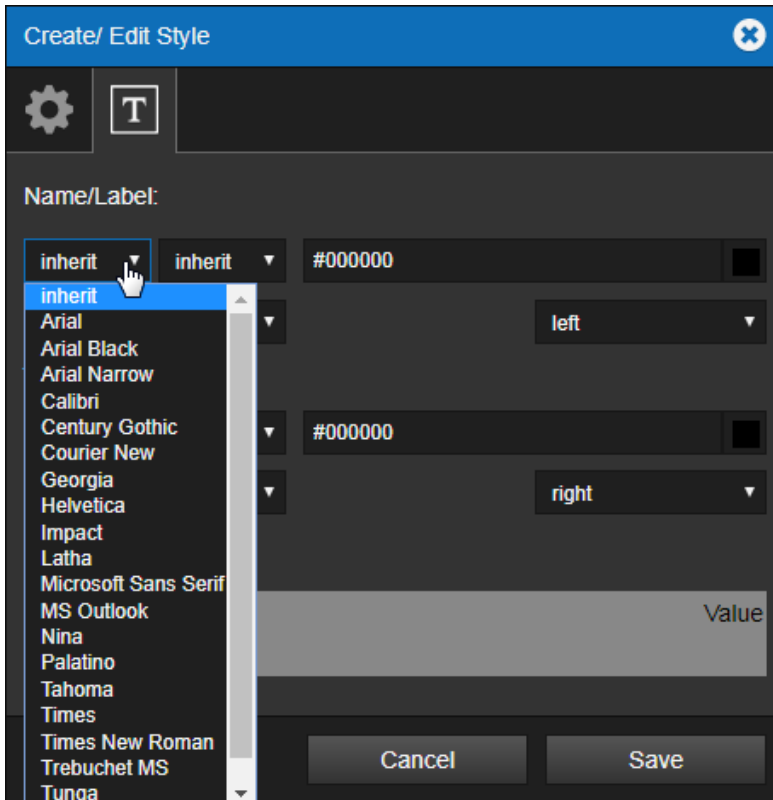 Create/ Edit Style
T
Name/Label:
inherit inherit #000000
inherit
Arial
left
Arial Black
Arial Narrow
Calibri
Century Gothic
#000000
Courier New
Georgia
Helvetica
right
Impact
Latha
Microsoft Sans Serif
MS Outlook
Value
Nina
Palatino
Tahoma
Times
Times New Roman
Trebuchet MS
Tunga
Cancel Save